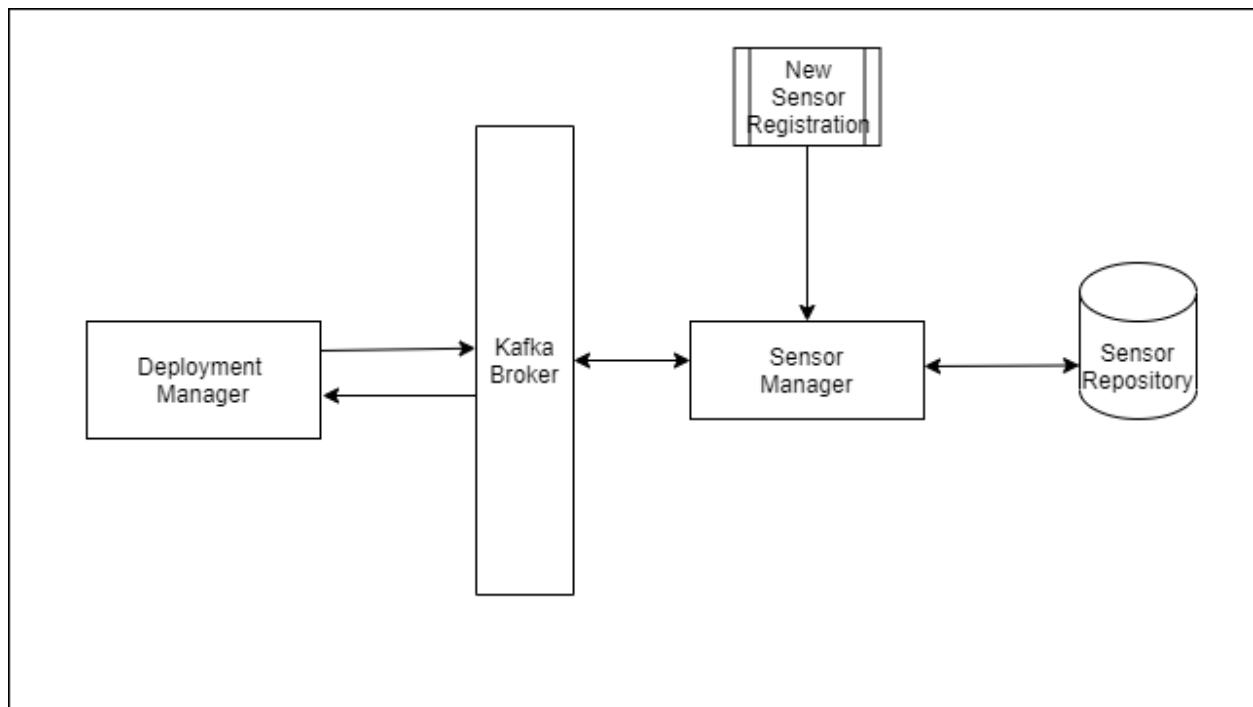 New
Sensor
Registration
Kafka
Broker
Deployment
Manager
Sensor
Manager
Sensor
Repository